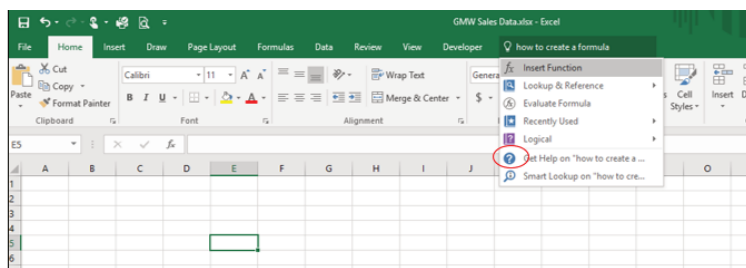 GMW Sales Data.xlsx - Excel
File Home Insert Draw Page Layout Formulas Data Review View Developer how to create a formula
Cut
Copy
Format Painter
Paste
Clipboard
Calibri 11 A A
B I U A
Font
Wrap Text
Merge & Center
Alignment
Genera
$
Cell
Styles
Insert
fx Insert Function
Lookup & Reference
Evaluate Formula
Recently Used
Logical
Get Help on "how to create a ...
Smart Lookup on "how to cre...
E5 fx
A B C D E F G H I J O
1
2
3
4
5
6